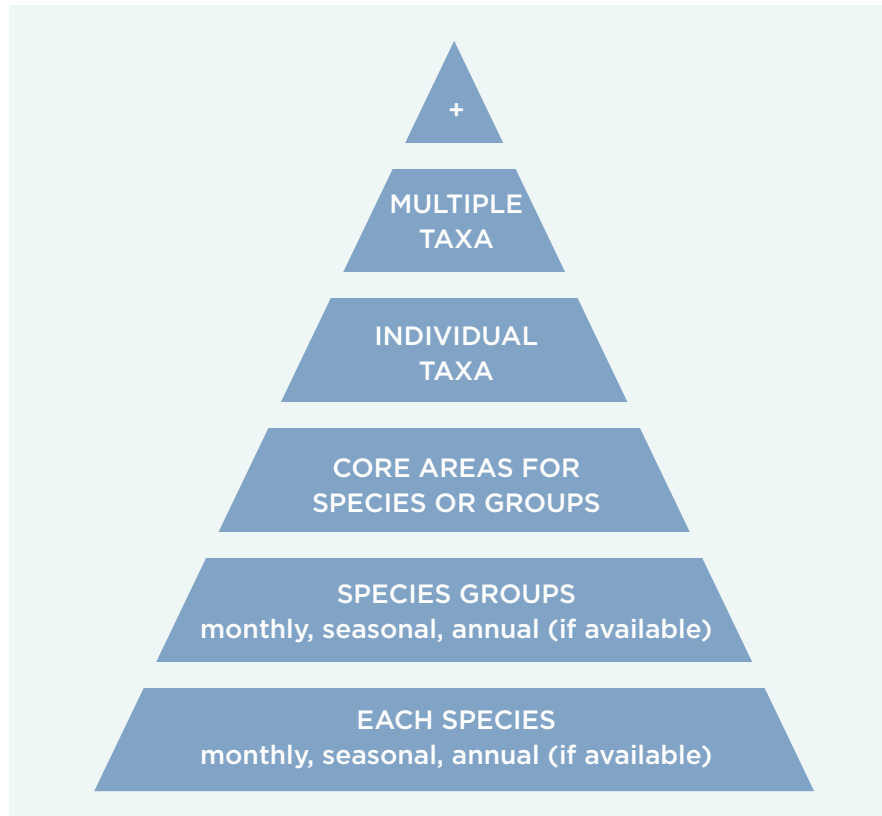 +
MULTIPLE
TAXA
INDIVIDUAL
TAXA
CORE AREAS FOR
SPECIES OR GROUPS
SPECIES GROUPS
monthly, seasonal, annual (if available)
EACH SPECIES
monthly, seasonal, annual (if available)